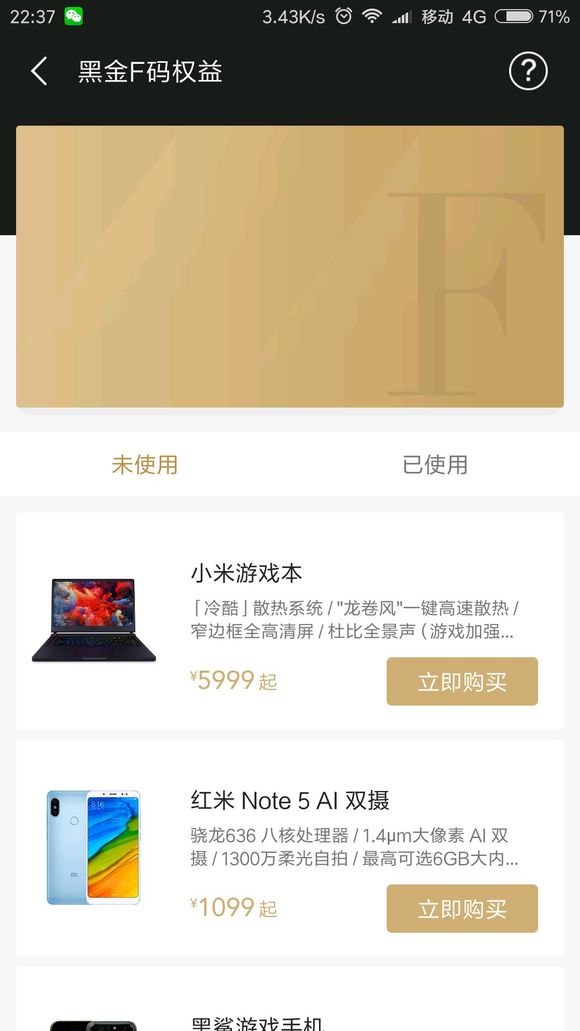 22:37 3.43K/s 移动 4G 71%
黑金F码权益 ?
F
未使用 已使用
小米游戏本
「冷酷」散热系统 / "龙卷风"一键高速散热 /
窄边框全高清屏 / 杜比全景声 ( 游戏加强...
¥5999 起 立即购买
红米 Note 5 AI 双摄
骁龙636 八核处理器 / 1.4μm大像素 AI 双
摄 / 1300万柔光自拍 / 最高可选6GB大内...
¥1099 起 立即购买
黑鲨游戏手机